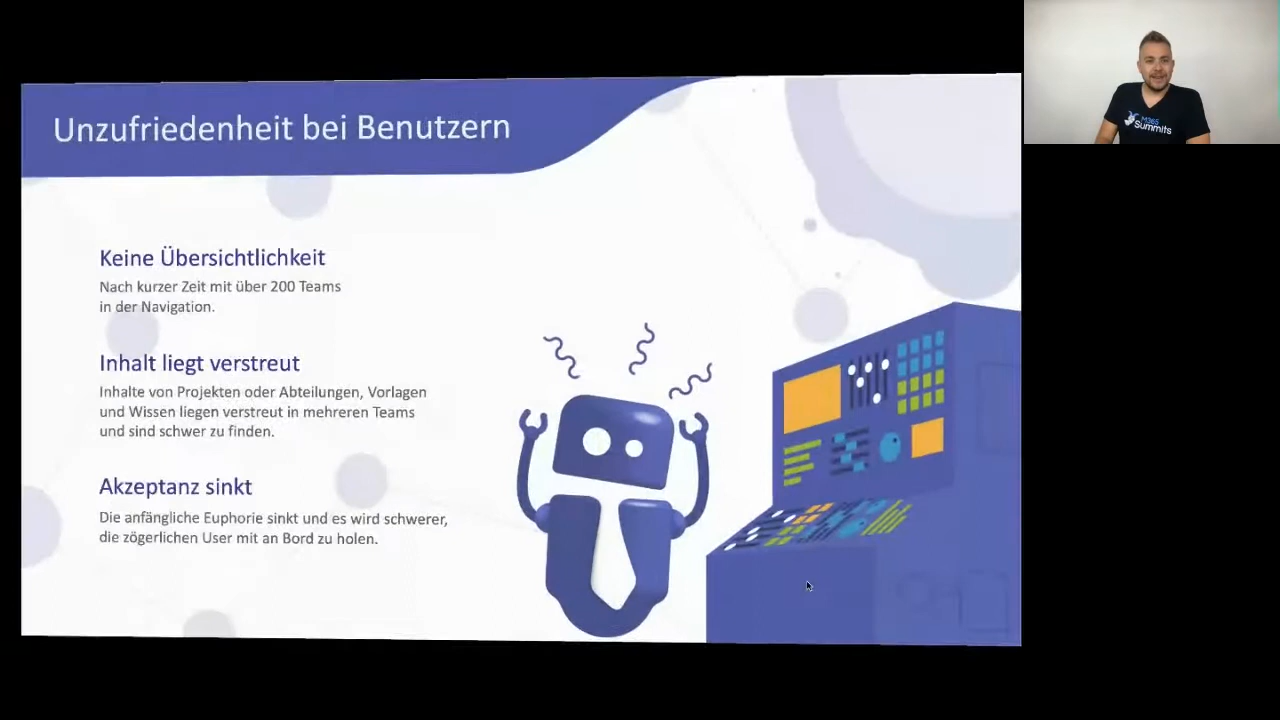 Unzufriedenheit bei Benutzern
M365
Summits
Keine Übersichtlichkeit
Nach kurzer Zeit mit über 200 Teams
in der Navigation.
Inhalt liegt verstreut
Inhalte von Projekten oder Abteilungen, Vorlagen
und Wissen liegen verstreut in mehreren Teams
und sind schwer zu finden.
Akzeptanz sinkt
Die anfängliche Euphorie sinkt und es wird schwerer,
die zögerlichen User mit an Bord zu holen.